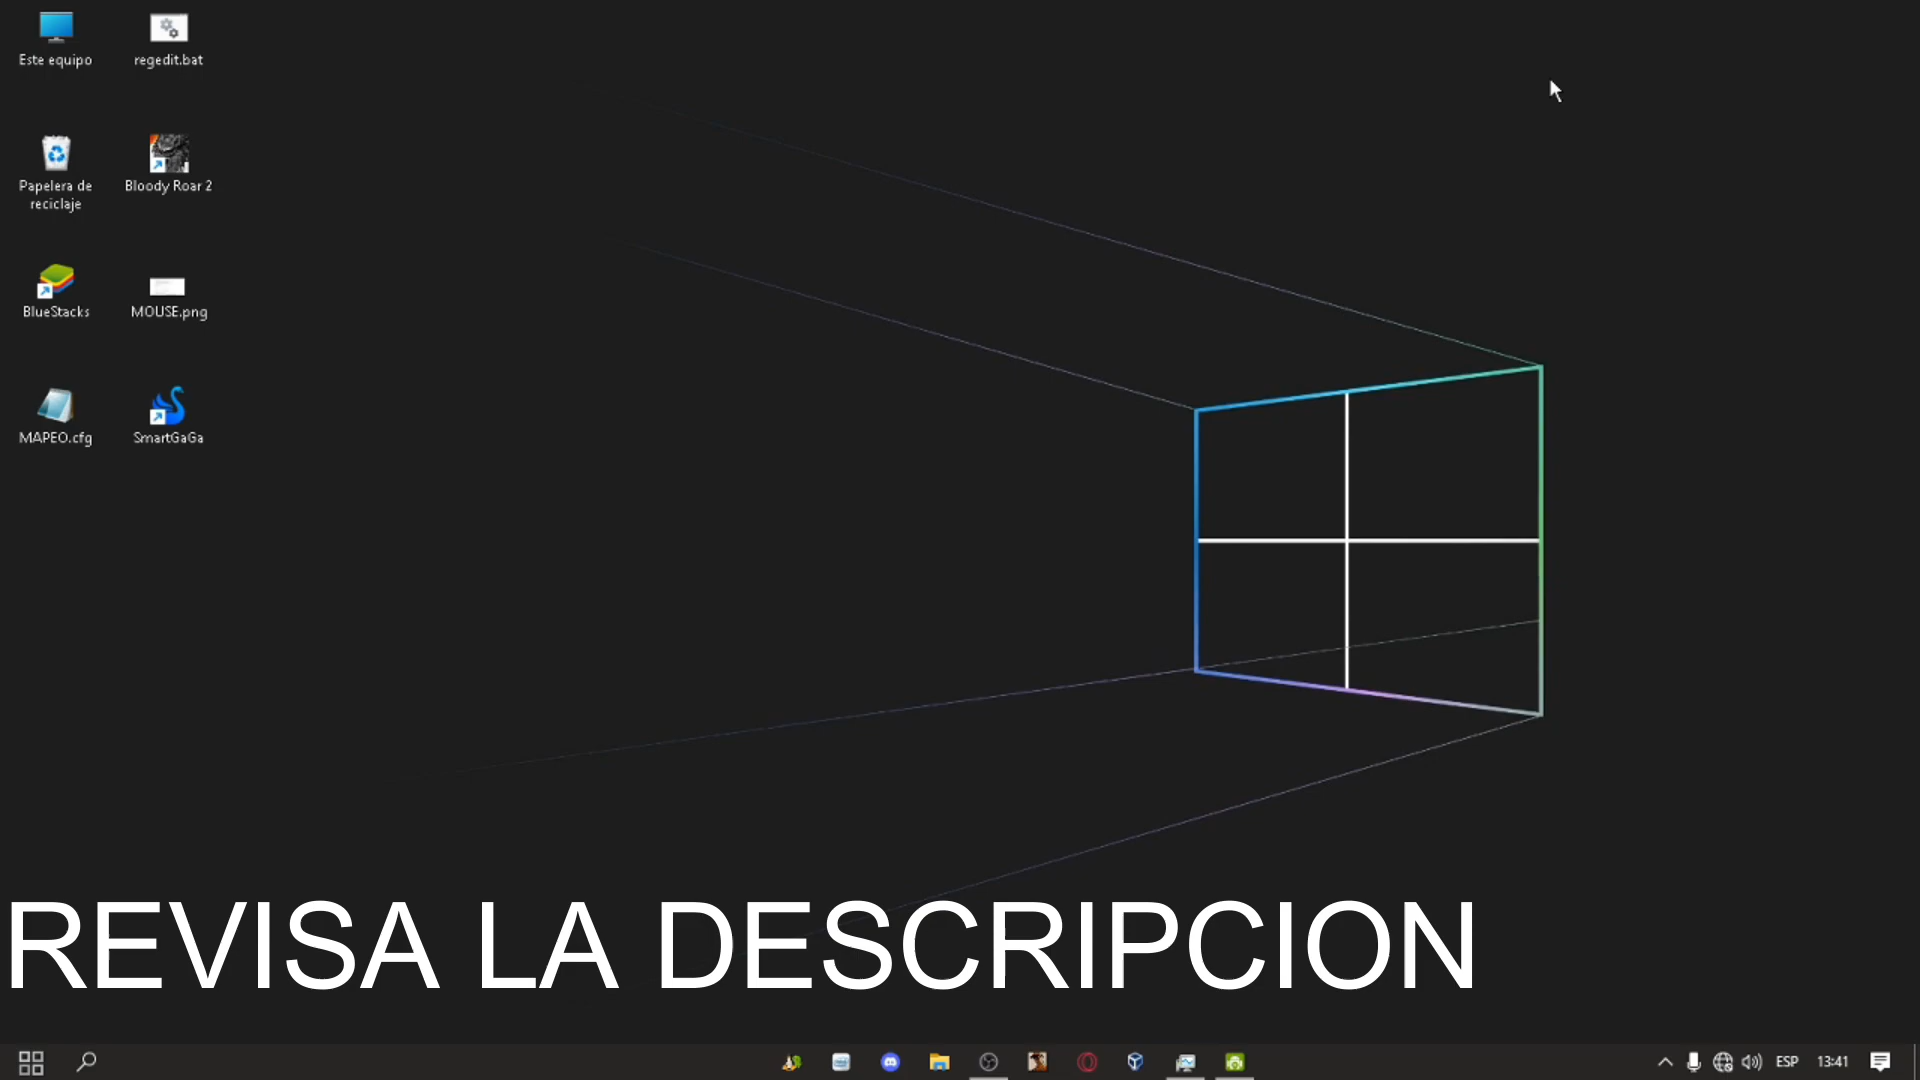 Este equipo
regedit.bat
Papelera de
reciclaje
Bloody Roar 2
BlueStacks
MOUSE.png
MAPEO.cfg
SmartGaGa
REVISA LA DESCRIPCION
ESP
13:41